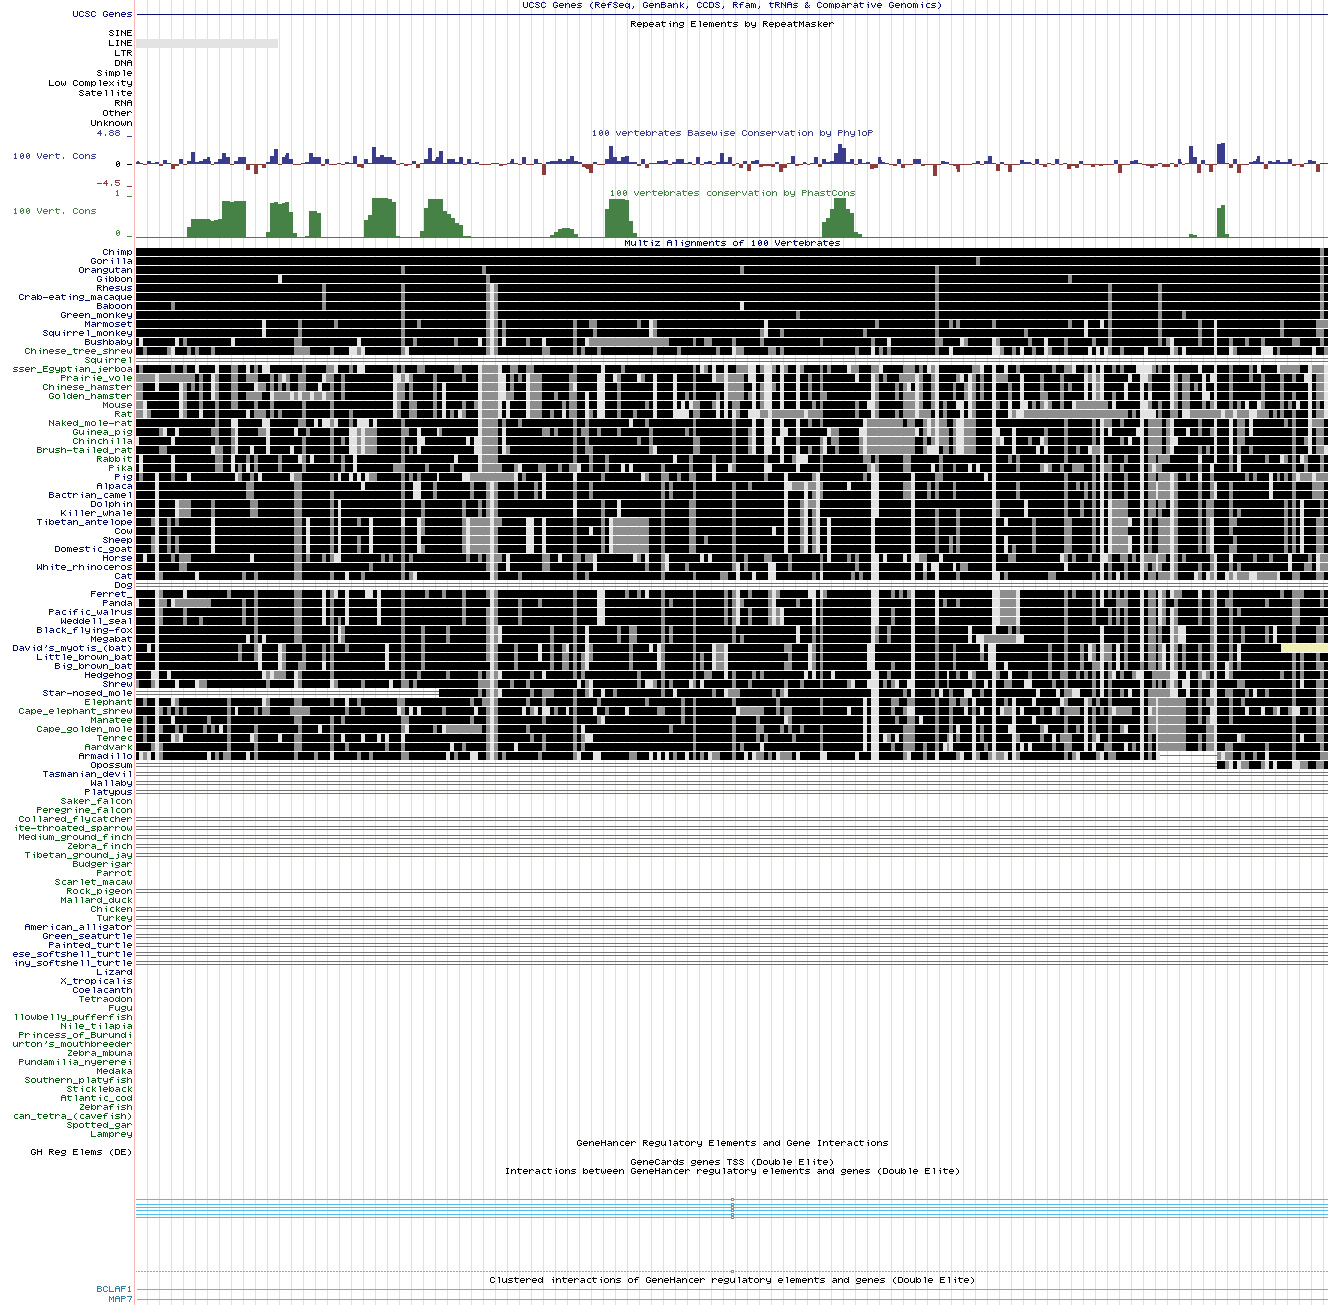 UCSC Genes (RefSeq, GenBank, CCDS, Rfam, tRNAs & Comparative Genomics)
UCSC Genes
Repeating Elements by RepeatMasker
SINE
LINE
LTR
DNA
Simple
Low Complexity
Satellite
RNA
Other
Unknown
4.88 _
100 vertebrates Basewise Conservation by PhyloP
100 Vert. Cons
0 -
-4.5 _
100 vertebrates conservation by PhastCons
1 _
100 Vert. Cons
0 _
Multiz Alignments of 100 Vertebrates
Chimp
Gorilla
Orangutan
Gibbon
Rhesus
Crab-eating_macaque
Baboon
Green_monkey
Marmoset
Squirrel_monkey
Bushbaby
Chinese_tree_shrew
Squirrel
sser_Egyptian_jerboa
Prairie_vole
Chinese_hamster
Golden_hamster
Mouse
Rat
Naked_mole-rat
Guinea_pig
Chinchilla
Brush-tailed_rat
Rabbit
Pika
Pig
Alpaca
Bactrian_camel
Dolphin
Killer_whale
Tibetan_antelope
Cow
Sheep
Domestic_goat
Horse
White_rhinoceros
Cat
Dog
Ferret_
Panda
Pacific_walrus
Weddell_seal
Black_flying-fox
Megabat
David's_myotis_(bat)
Little_brown_bat
Big_brown_bat
Hedgehog
Shrew
Star-nosed_mole
Elephant
Cape_elephant_shrew
Manatee
Cape_golden_mole
Tenrec
Aardvark
Armadillo
Opossum
Tasmanian_devil
Wallaby
Platypus
Saker_falcon
Peregrine_falcon
Collared_flycatcher
ite-throated_sparrow
Medium_ground_finch
Zebra_finch
Tibetan_ground_jay
Budgerigar
Parrot
Scarlet_macaw
Rock_pigeon
Mallard_duck
Chicken
Turkey
American_alligator
Green_seaturtle
Painted_turtle
ese_softshell_turtle
iny_softshell_turtle
Lizard
X_tropicalis
Coelacanth
Tetraodon
Fugu
llowbelly_pufferfish
Nile_tilapia
Princess_of_Burundi
urton's_mouthbreeder
Zebra_mbuna
Pundamilia_nyererei
Medaka
Southern_platyfish
Stickleback
Atlantic_cod
Zebrafish
can_tetra_(cavefish)
Spotted_gar
Lamprey
GeneHancer Regulatory Elements and Gene Interactions
GH Reg Elems (DE)
GeneCards genes TSS (Double Elite)
Interactions between GeneHancer regulatory elements and genes (Double Elite)
Clustered interactions of GeneHancer regulatory elements and genes (Double Elite)
BCLAF1
MAP7